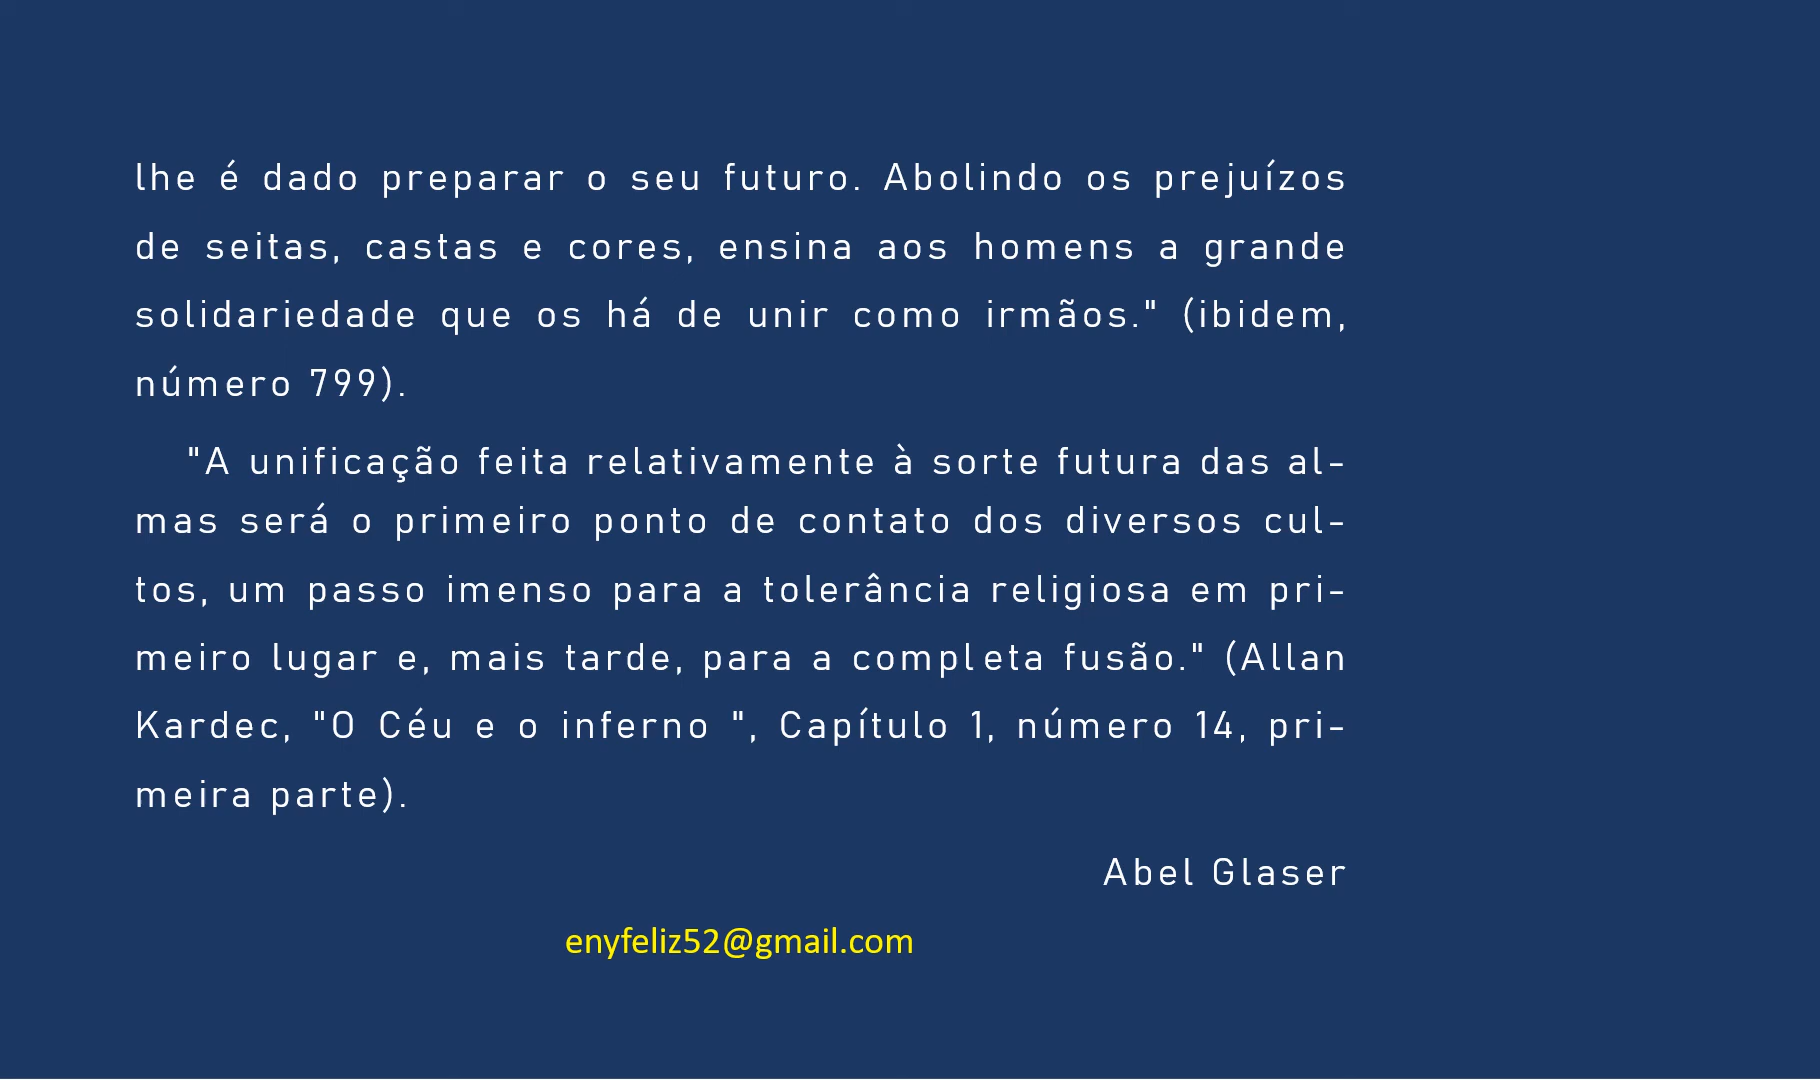 lhe é dado preparar o seu futuro. Abolindo os prejuízos
de seitas, castas e cores, ensina aos homens a grande
solidariedade que os há de unir como irmãos." (ibidem,
número 799).
"A unificação feita relativamente à sorte futura das al-
mas será o primeiro ponto de contato dos diversos cul-
tos, um passo imenso para a tolerância religiosa em pri-
meiro lugar e, mais tarde, para a completa fusão." (Allan
Kardec, "O Céu e o inferno ", Capítulo 1, número 14, pri-
meira parte).
Abel Glaser
enyfeliz52@gmail.com